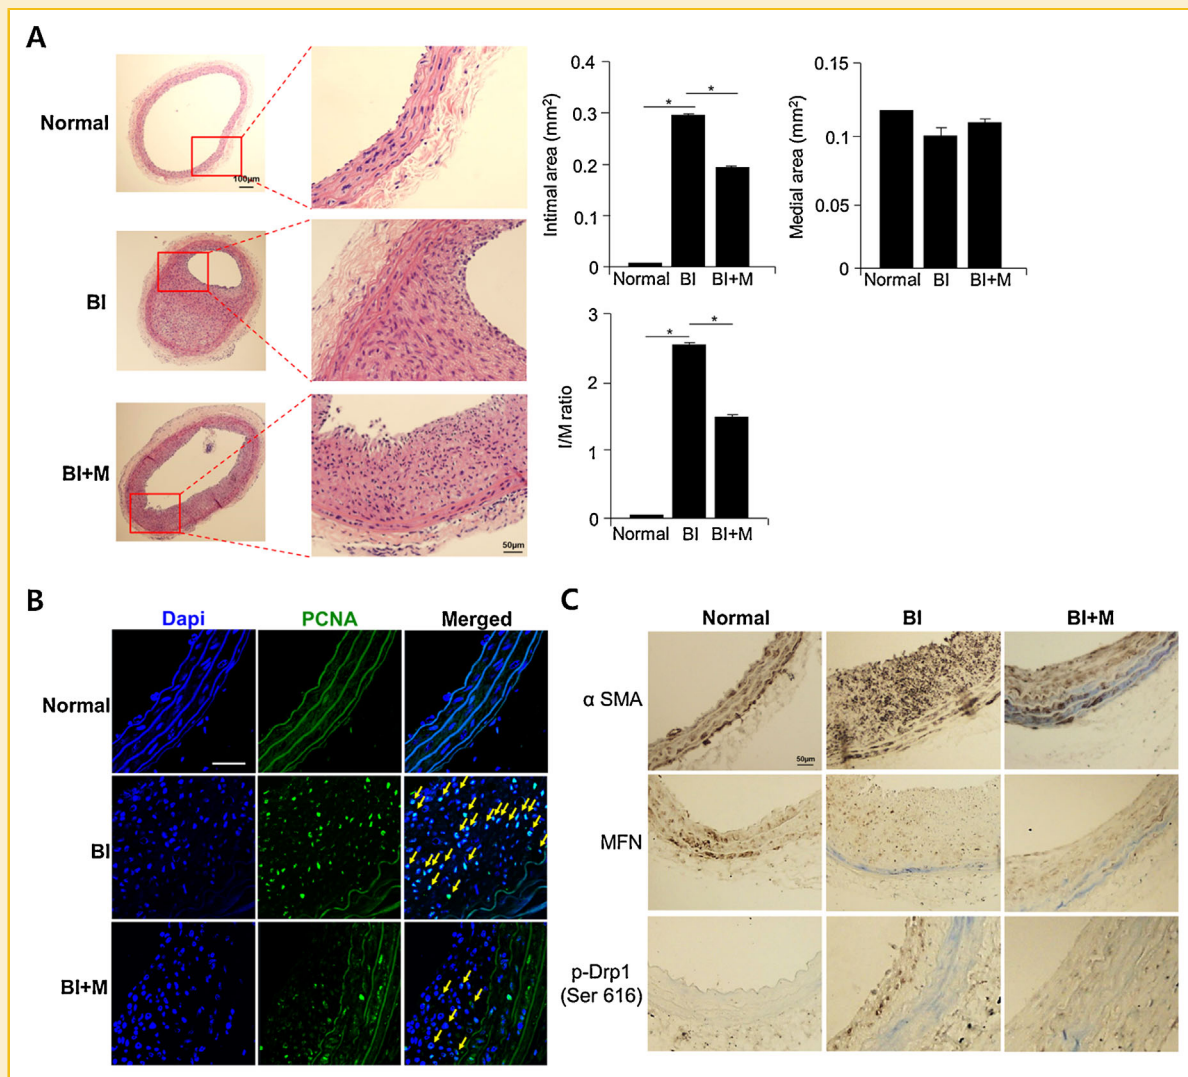 A
Normal
100μm
BI
BI+M
50μm
Intimal area (mm²)
0.4
0.3
0.2
0.1
0
*
*
Normal BI BI+M
Medial area (mm²)
0.15
0.1
0.05
0
Normal BI BI+M
I/M ratio
3
2
1
0
*
*
Normal BI BI+M
B
Dapi PCNA Merged
Normal
BI
BI+M
C
Normal BI BI+M
α SMA
50μm
MFN
p-Drp1
(Ser 616)